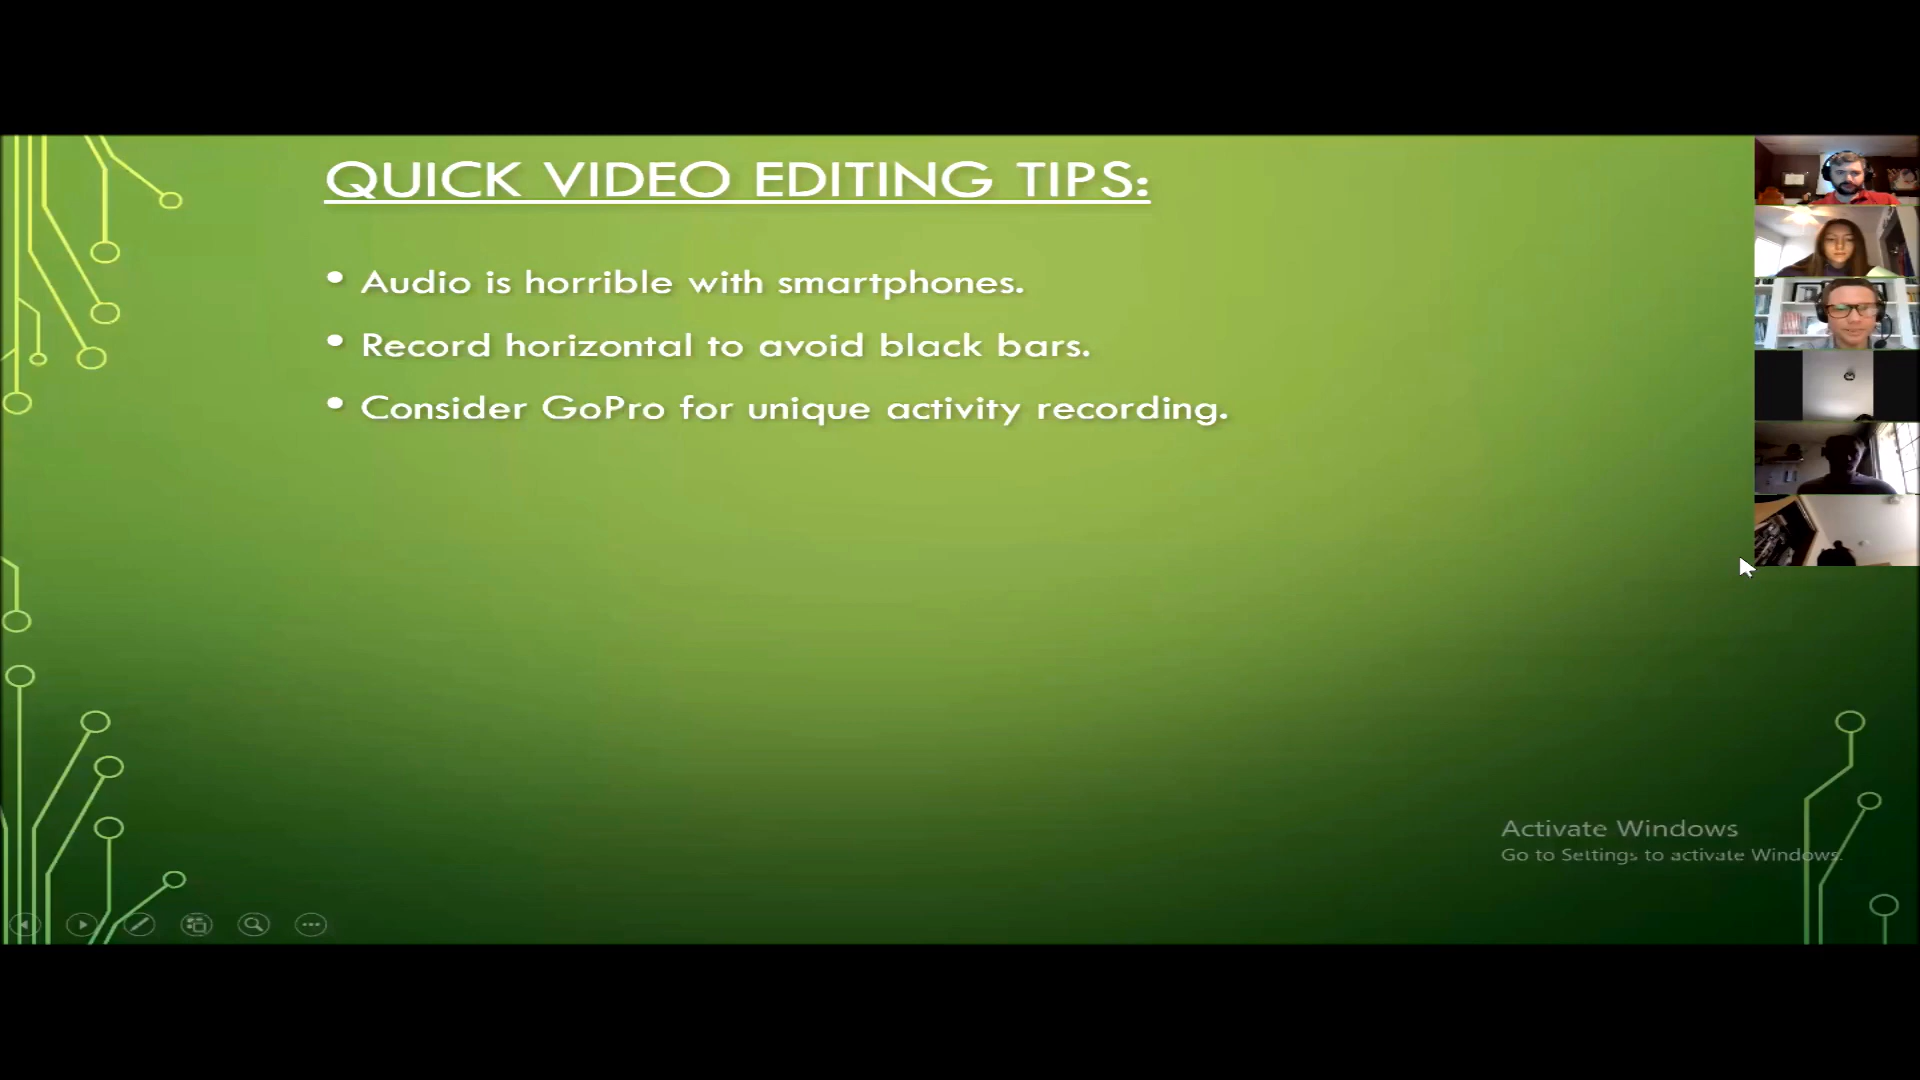 QUICK VIDEO EDITING TIPS:
• Audio is horrible with smartphones.
• Record horizontal to avoid black bars.
• Consider GoPro for unique activity recording.
Activate Windows
Go to Settings to activate Windows.